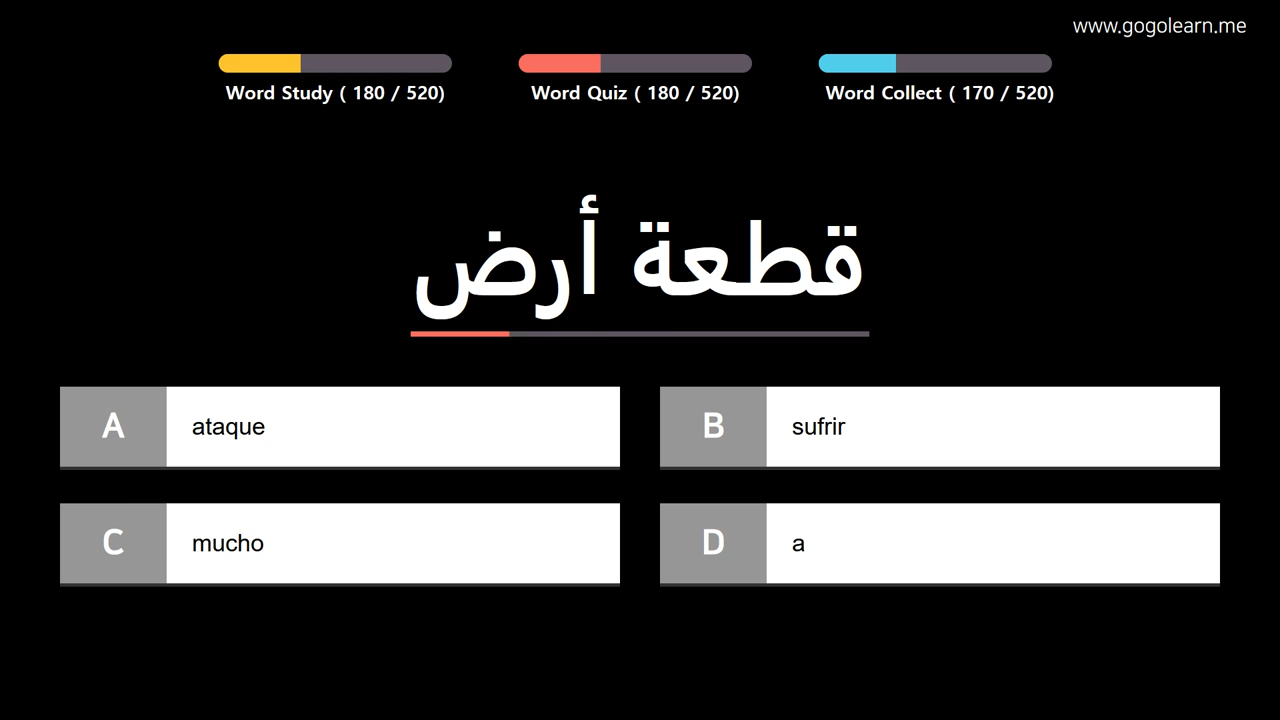 www.gogolearn.me
Word Study ( 180 / 520)
Word Quiz ( 180 / 520)
Word Collect ( 170 / 520)
قطعة أرض
A ataque
B sufrir
C mucho
D a